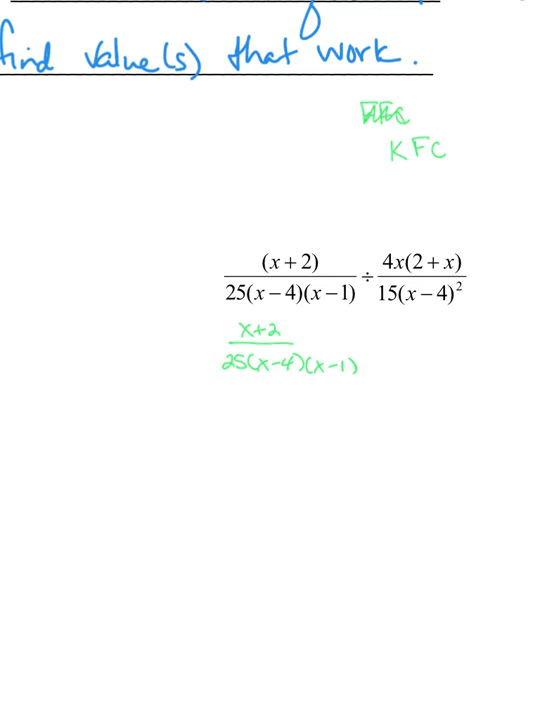 find value(s) that work.
KFC
(x + 2) / 25(x − 4)(x − 1) ÷ 4x(2 + x) / 15(x − 4)²
x+2
25(x-4)(x-1)